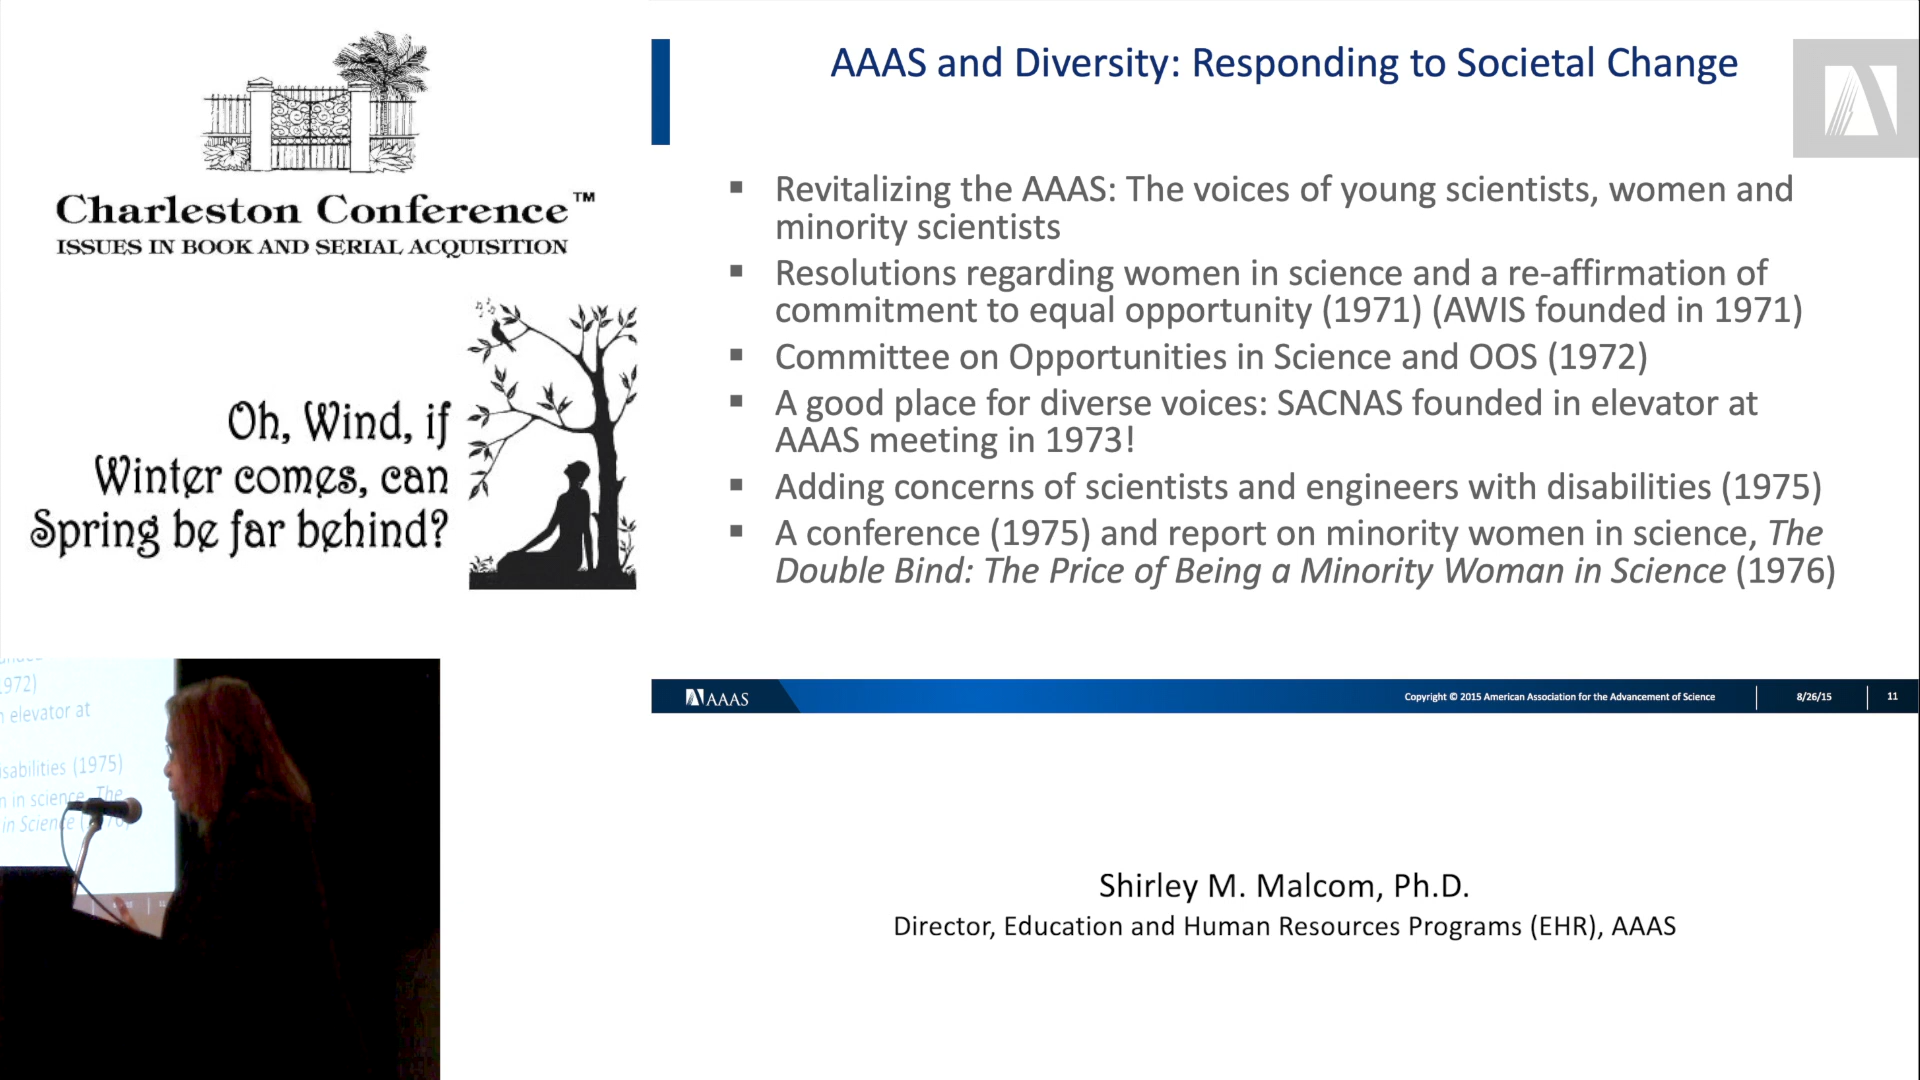 Charleston Conference™
ISSUES IN BOOK AND SERIAL ACQUISITION
Oh, Wind, if
Winter comes, can
Spring be far behind?
AAAS and Diversity: Responding to Societal Change
▪ Revitalizing the AAAS: The voices of young scientists, women and
minority scientists
▪ Resolutions regarding women in science and a re-affirmation of
commitment to equal opportunity (1971) (AWIS founded in 1971)
▪ Committee on Opportunities in Science and OOS (1972)
▪ A good place for diverse voices: SACNAS founded in elevator at
AAAS meeting in 1973!
▪ Adding concerns of scientists and engineers with disabilities (1975)
▪ A conference (1975) and report on minority women in science, The
Double Bind: The Price of Being a Minority Woman in Science (1976)
AAAS
Copyright © 2015 American Association for the Advancement of Science
8/26/15
11
972)
elevator at
sabilities (1975)
in science, The
in Science
Shirley M. Malcom, Ph.D.
Director, Education and Human Resources Programs (EHR), AAAS